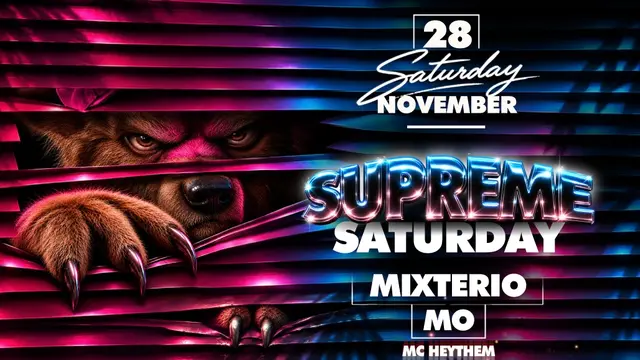 28
Saturday
NOVEMBER
SUPREME
SATURDAY
MIXTERIO
MO
MC HEYTHEM